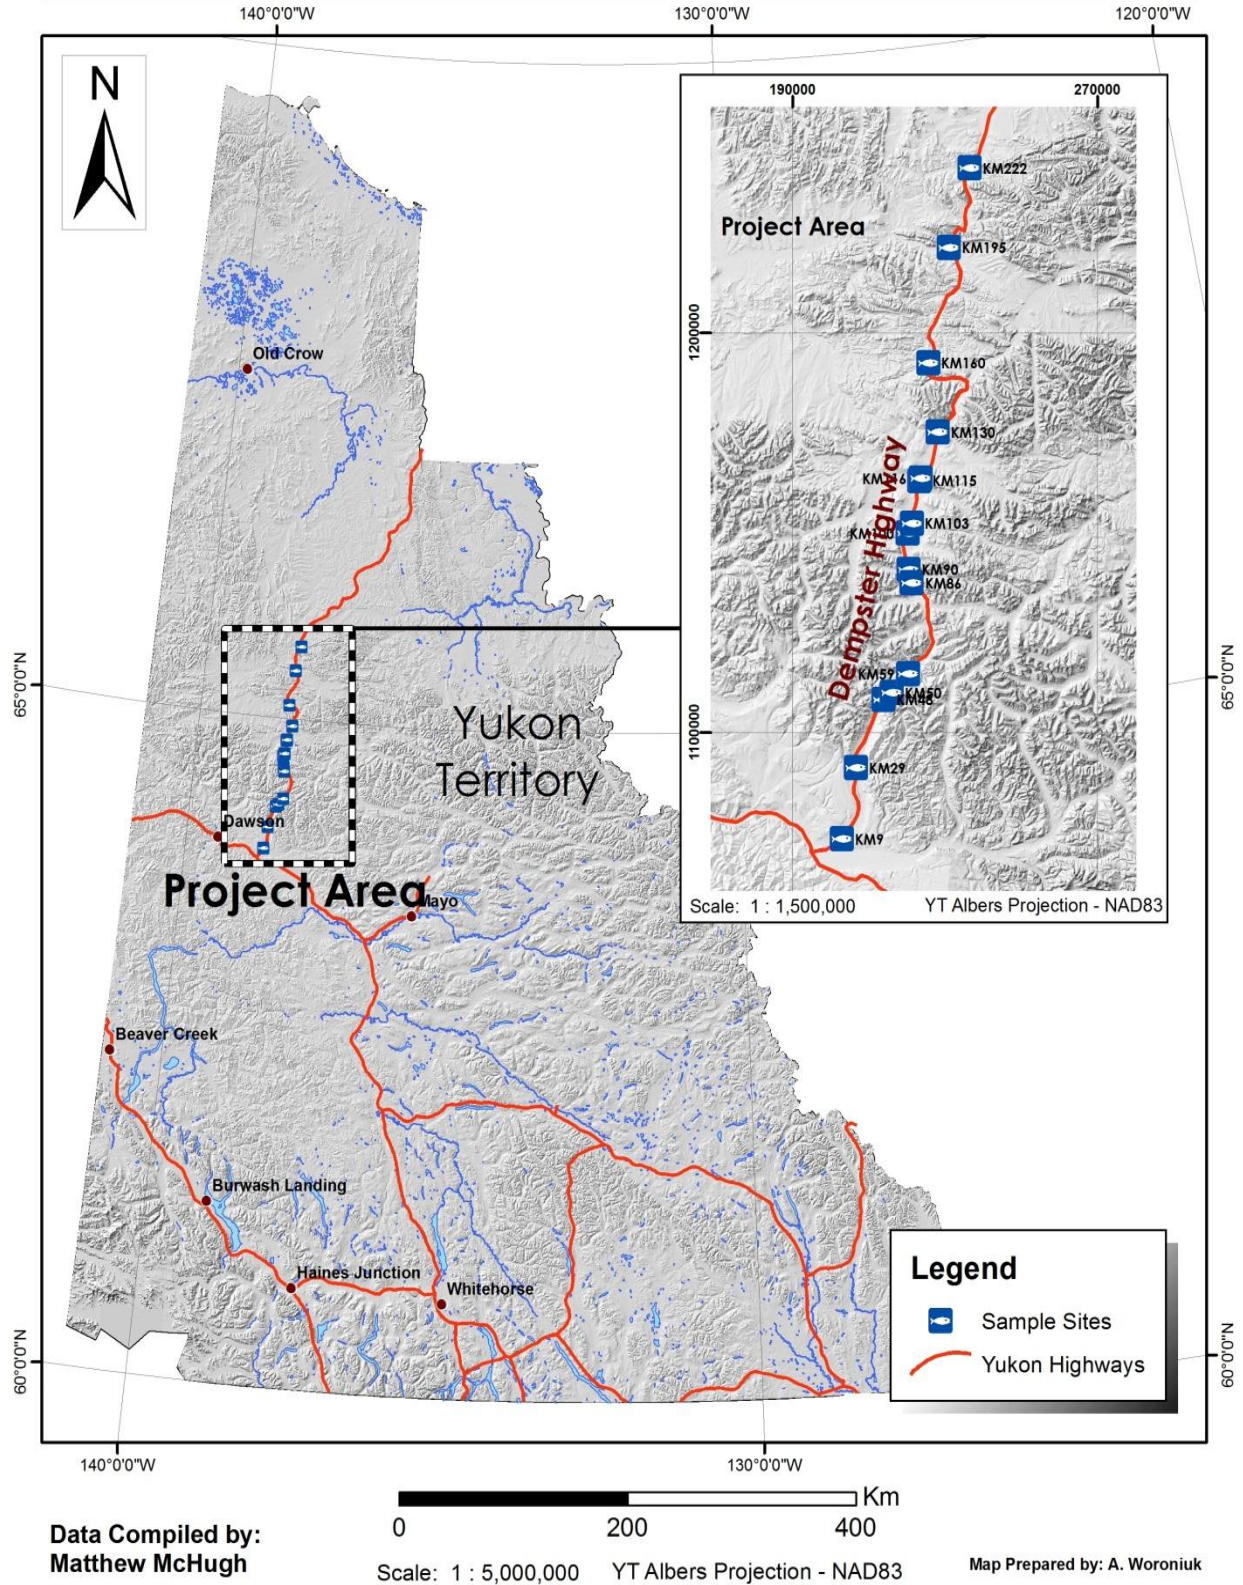 140°0'0"W
130°0'0"W
120°0'0"W
N
190000
270000
KM222
Project Area
KM195
1200000
Old Crow
KM160
KM130
KM115
KM103
KM90
KM86
Dempster Highway
KM59
KM50
KM48
65°0'0"N
65°0'0"N
Yukon
Territory
1100000
KM29
Dawson
KM9
Project Area
Mayo
Scale: 1 : 1,500,000
YT Albers Projection - NAD83
Beaver Creek
Burwash Landing
Haines Junction
Whitehorse
Legend
Sample Sites
Yukon Highways
60°0'0"N
60°0'0"N
140°0'0"W
130°0'0"W
Km
0
200
400
Data Compiled by:
Matthew McHugh
Scale: 1 : 5,000,000
YT Albers Projection - NAD83
Map Prepared by: A. Woroniuk